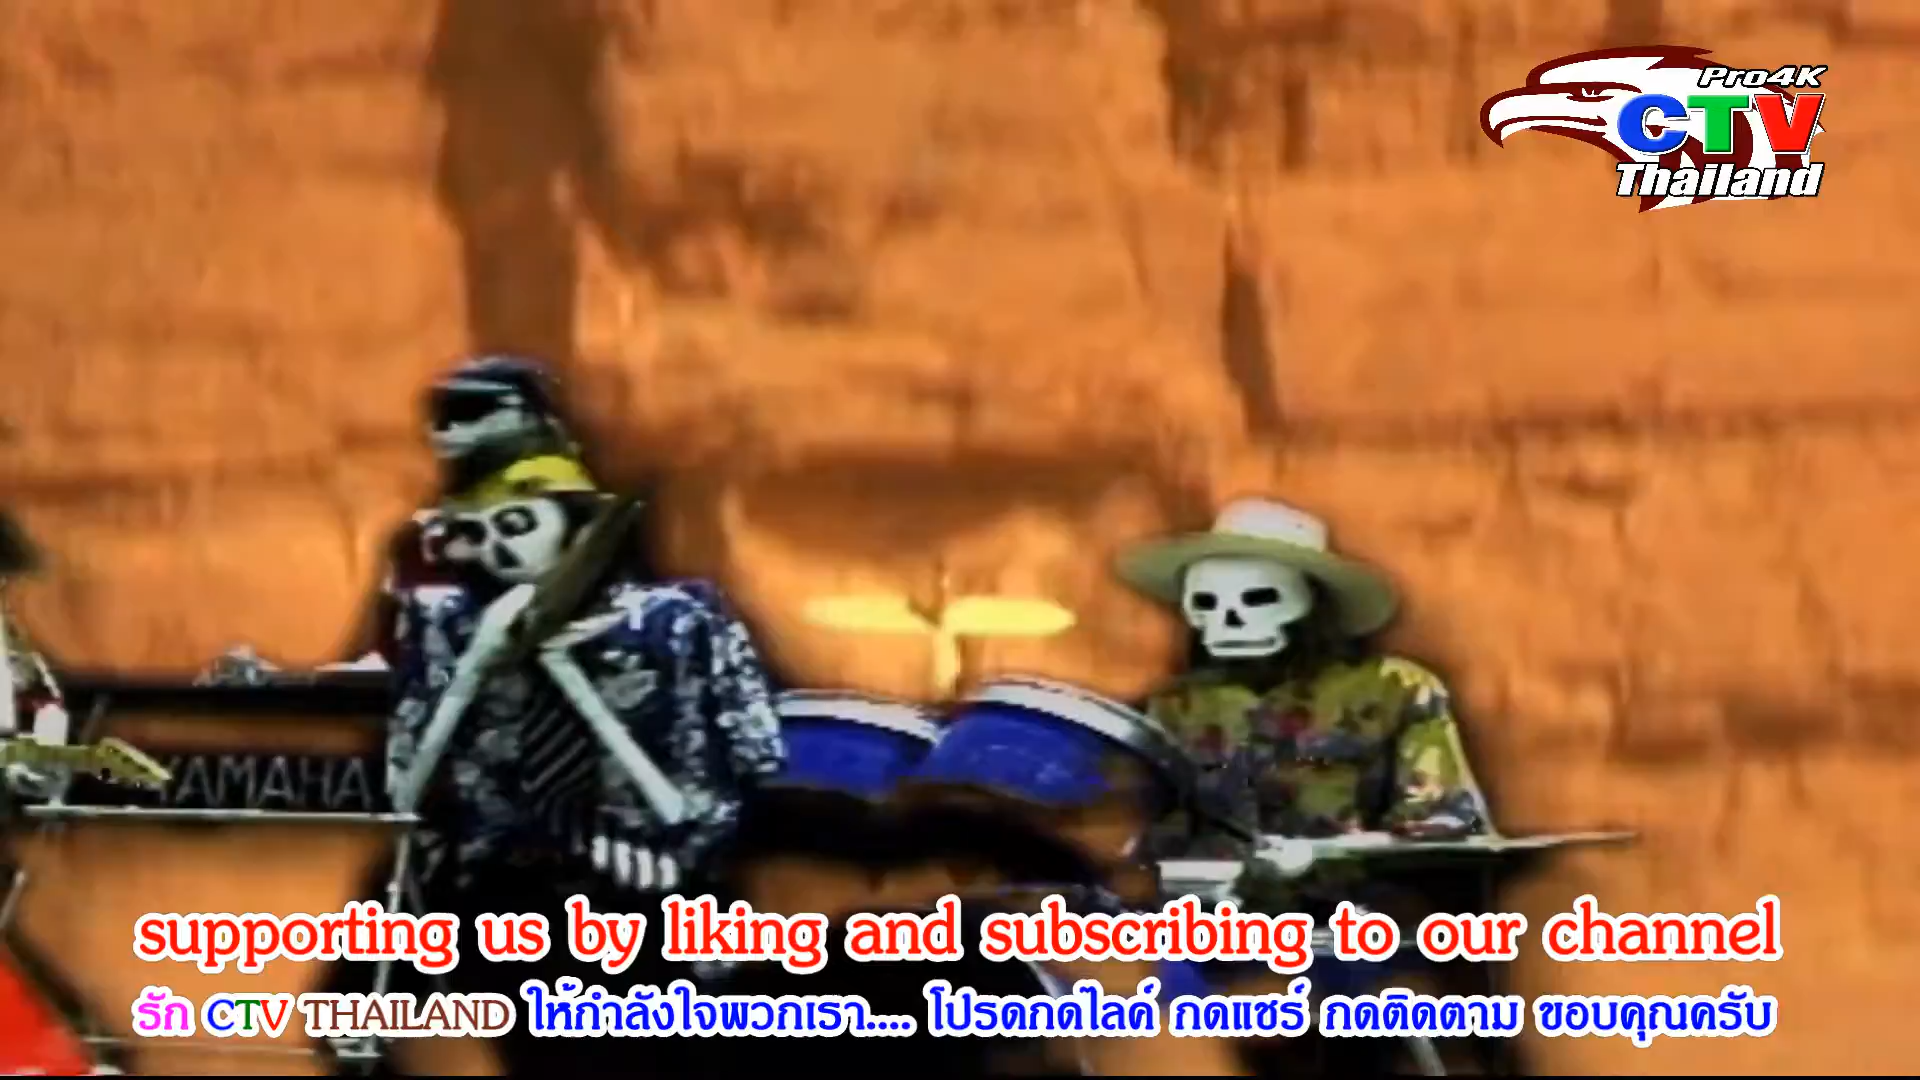 Pro4K
CTV
Thailand
YAMAHA
supporting us by liking and subscribing to our channel
รัก CTV THAILAND ให้กำลังใจพวกเรา.... โปรดกดไลค์ กดแชร์ กดติดตาม ขอบคุณครับ